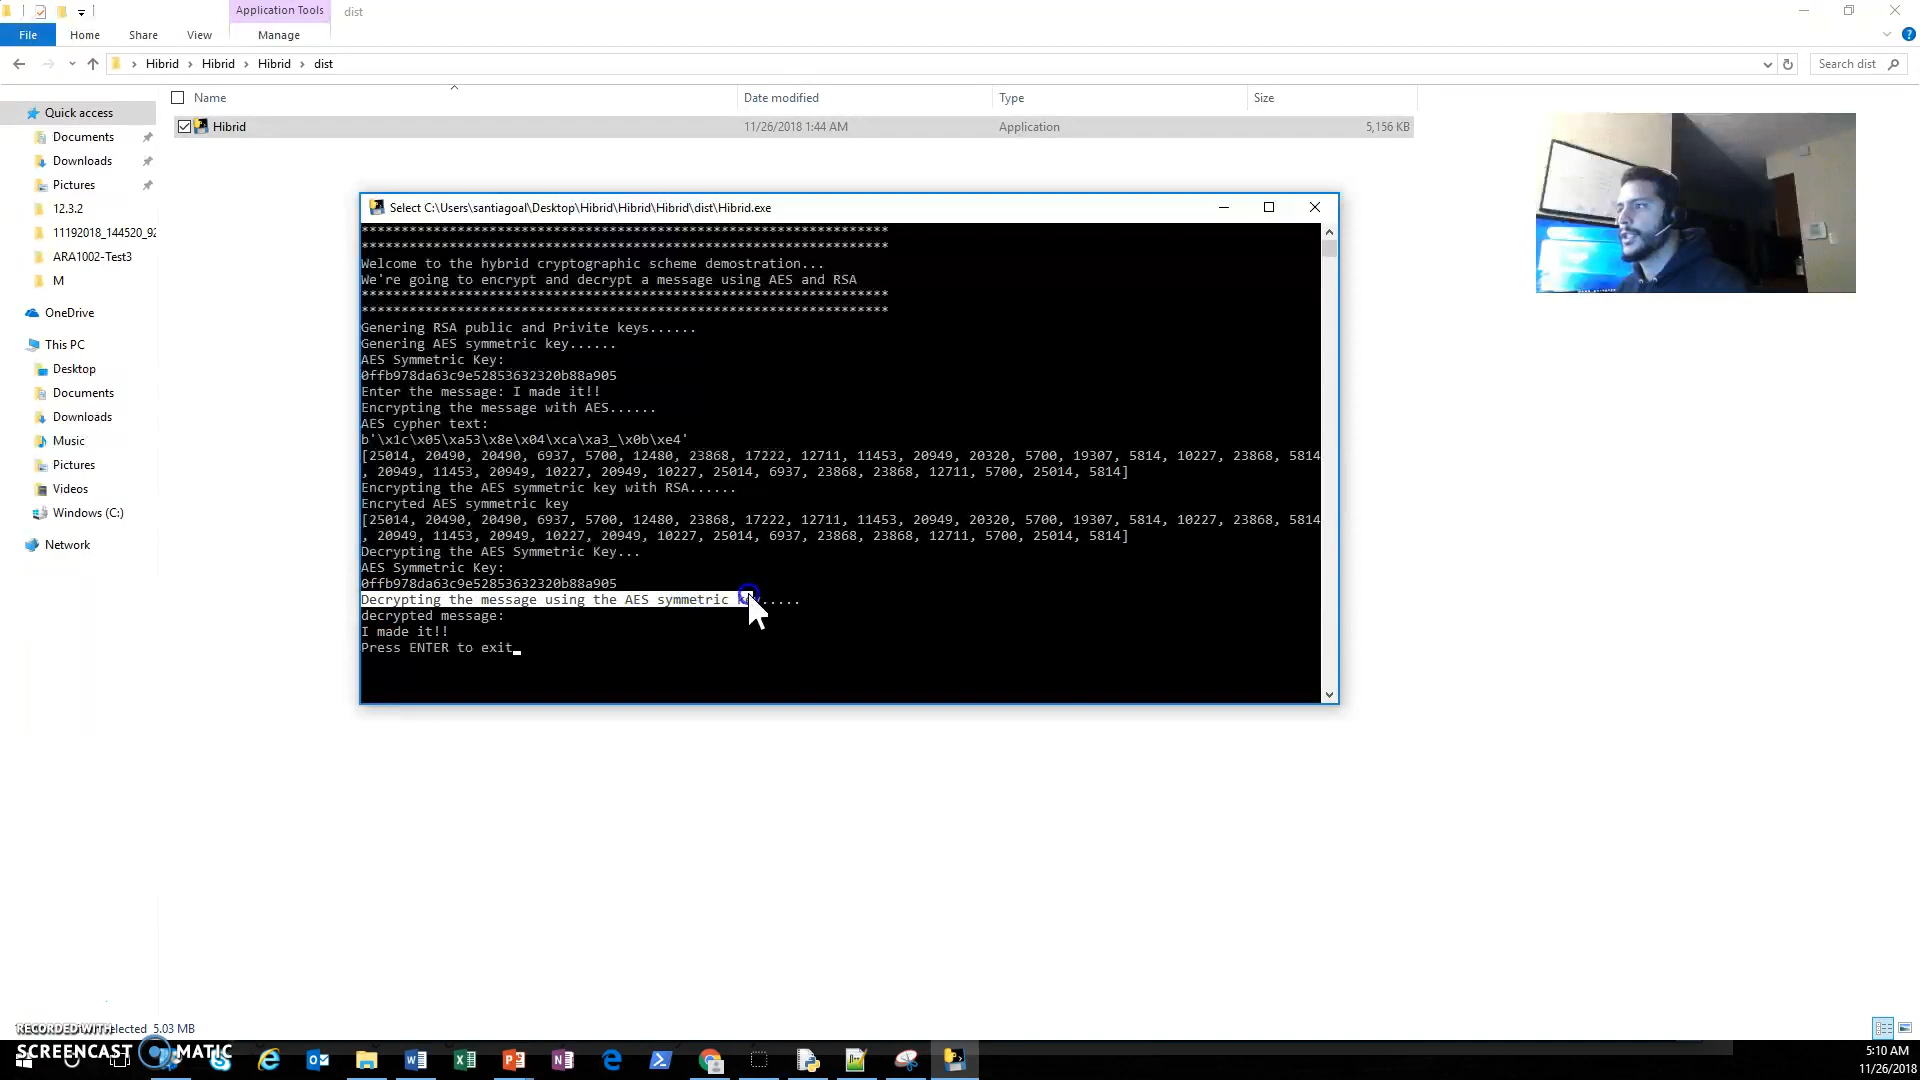 Application Tools
dist
File
Home
Share
View
Manage
Hibrid
Hibrid
Hibrid
dist
Search dist
Name
Date modified
Type
Size
Hibrid
11/26/2018 1:44 AM
Application
5,156 KB
Quick access
Documents
Downloads
Pictures
12.3.2
11192018_144520_92
ARA1002-Test3
M
OneDrive
This PC
Desktop
Documents
Downloads
Music
Pictures
Videos
Windows (C:)
Network
Select C:\Users\santiagoal\Desktop\Hibrid\Hibrid\Hibrid\dist\Hibrid.exe
******************************************************************
******************************************************************
Welcome to the hybrid cryptographic scheme demostration...
We're going to encrypt and decrypt a message using AES and RSA
******************************************************************
******************************************************************
Genering RSA public and Privite keys......
Genering AES symmetric key......
AES Symmetric Key:
0ffb978da63c9e52853632320b88a905
Enter the message: I made it!!
Encrypting the message with AES......
AES cypher text:
b'\x1c\x05\xa53\x8e\x04\xca\xa3_\x0b\xe4'
[25014, 20490, 20490, 6937, 5700, 12480, 23868, 17222, 12711, 11453, 20949, 20320, 5700, 19307, 5814, 10227, 23868, 5814
, 20949, 11453, 20949, 10227, 20949, 10227, 25014, 6937, 23868, 23868, 12711, 5700, 25014, 5814]
Encrypting the AES symmetric key with RSA......
Encryted AES symmetric key
[25014, 20490, 20490, 6937, 5700, 12480, 23868, 17222, 12711, 11453, 20949, 20320, 5700, 19307, 5814, 10227, 23868, 5814
, 20949, 11453, 20949, 10227, 20949, 10227, 25014, 6937, 23868, 23868, 12711, 5700, 25014, 5814]
Decrypting the AES Symmetric Key...
AES Symmetric Key:
0ffb978da63c9e52853632320b88a905
Decrypting the message using the AES symmetric key.....
decrypted message:
I made it!!
Press ENTER to exit
selected 5.03 MB
RECORDED WITH
SCREENCAST MATIC
5:10 AM
11/26/2018